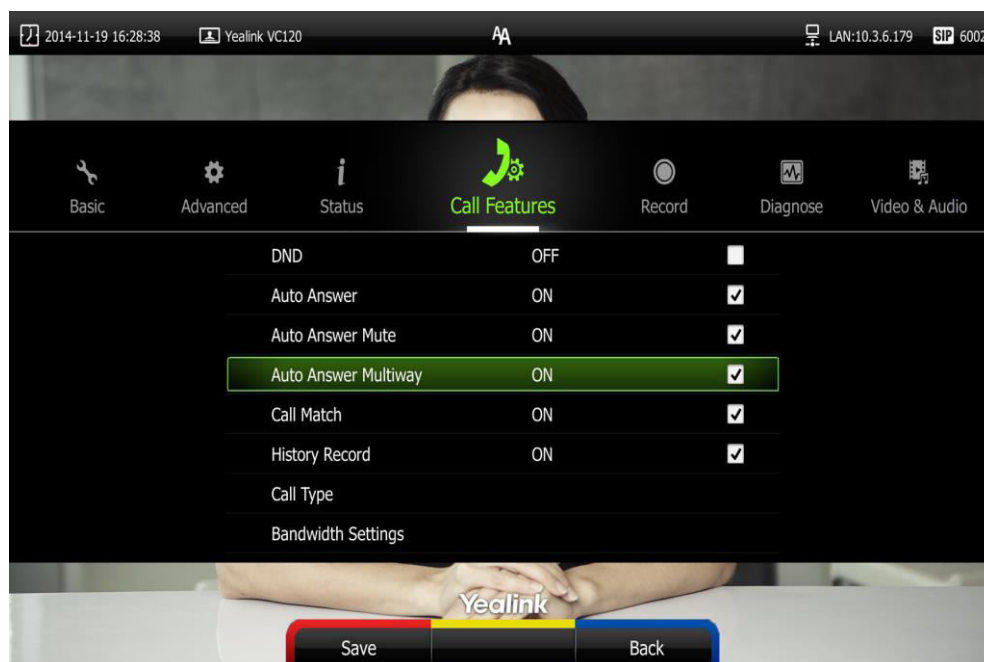 2014-11-19 16:28:38 Yealink VC120 LAN:10.3.6.179 SIP 6002
Basic Advanced Status Call Features Record Diagnose Video & Audio
DND OFF
Auto Answer ON
Auto Answer Mute ON
Auto Answer Multiway ON
Call Match ON
History Record ON
Call Type
Bandwidth Settings
Yealink
Save Back